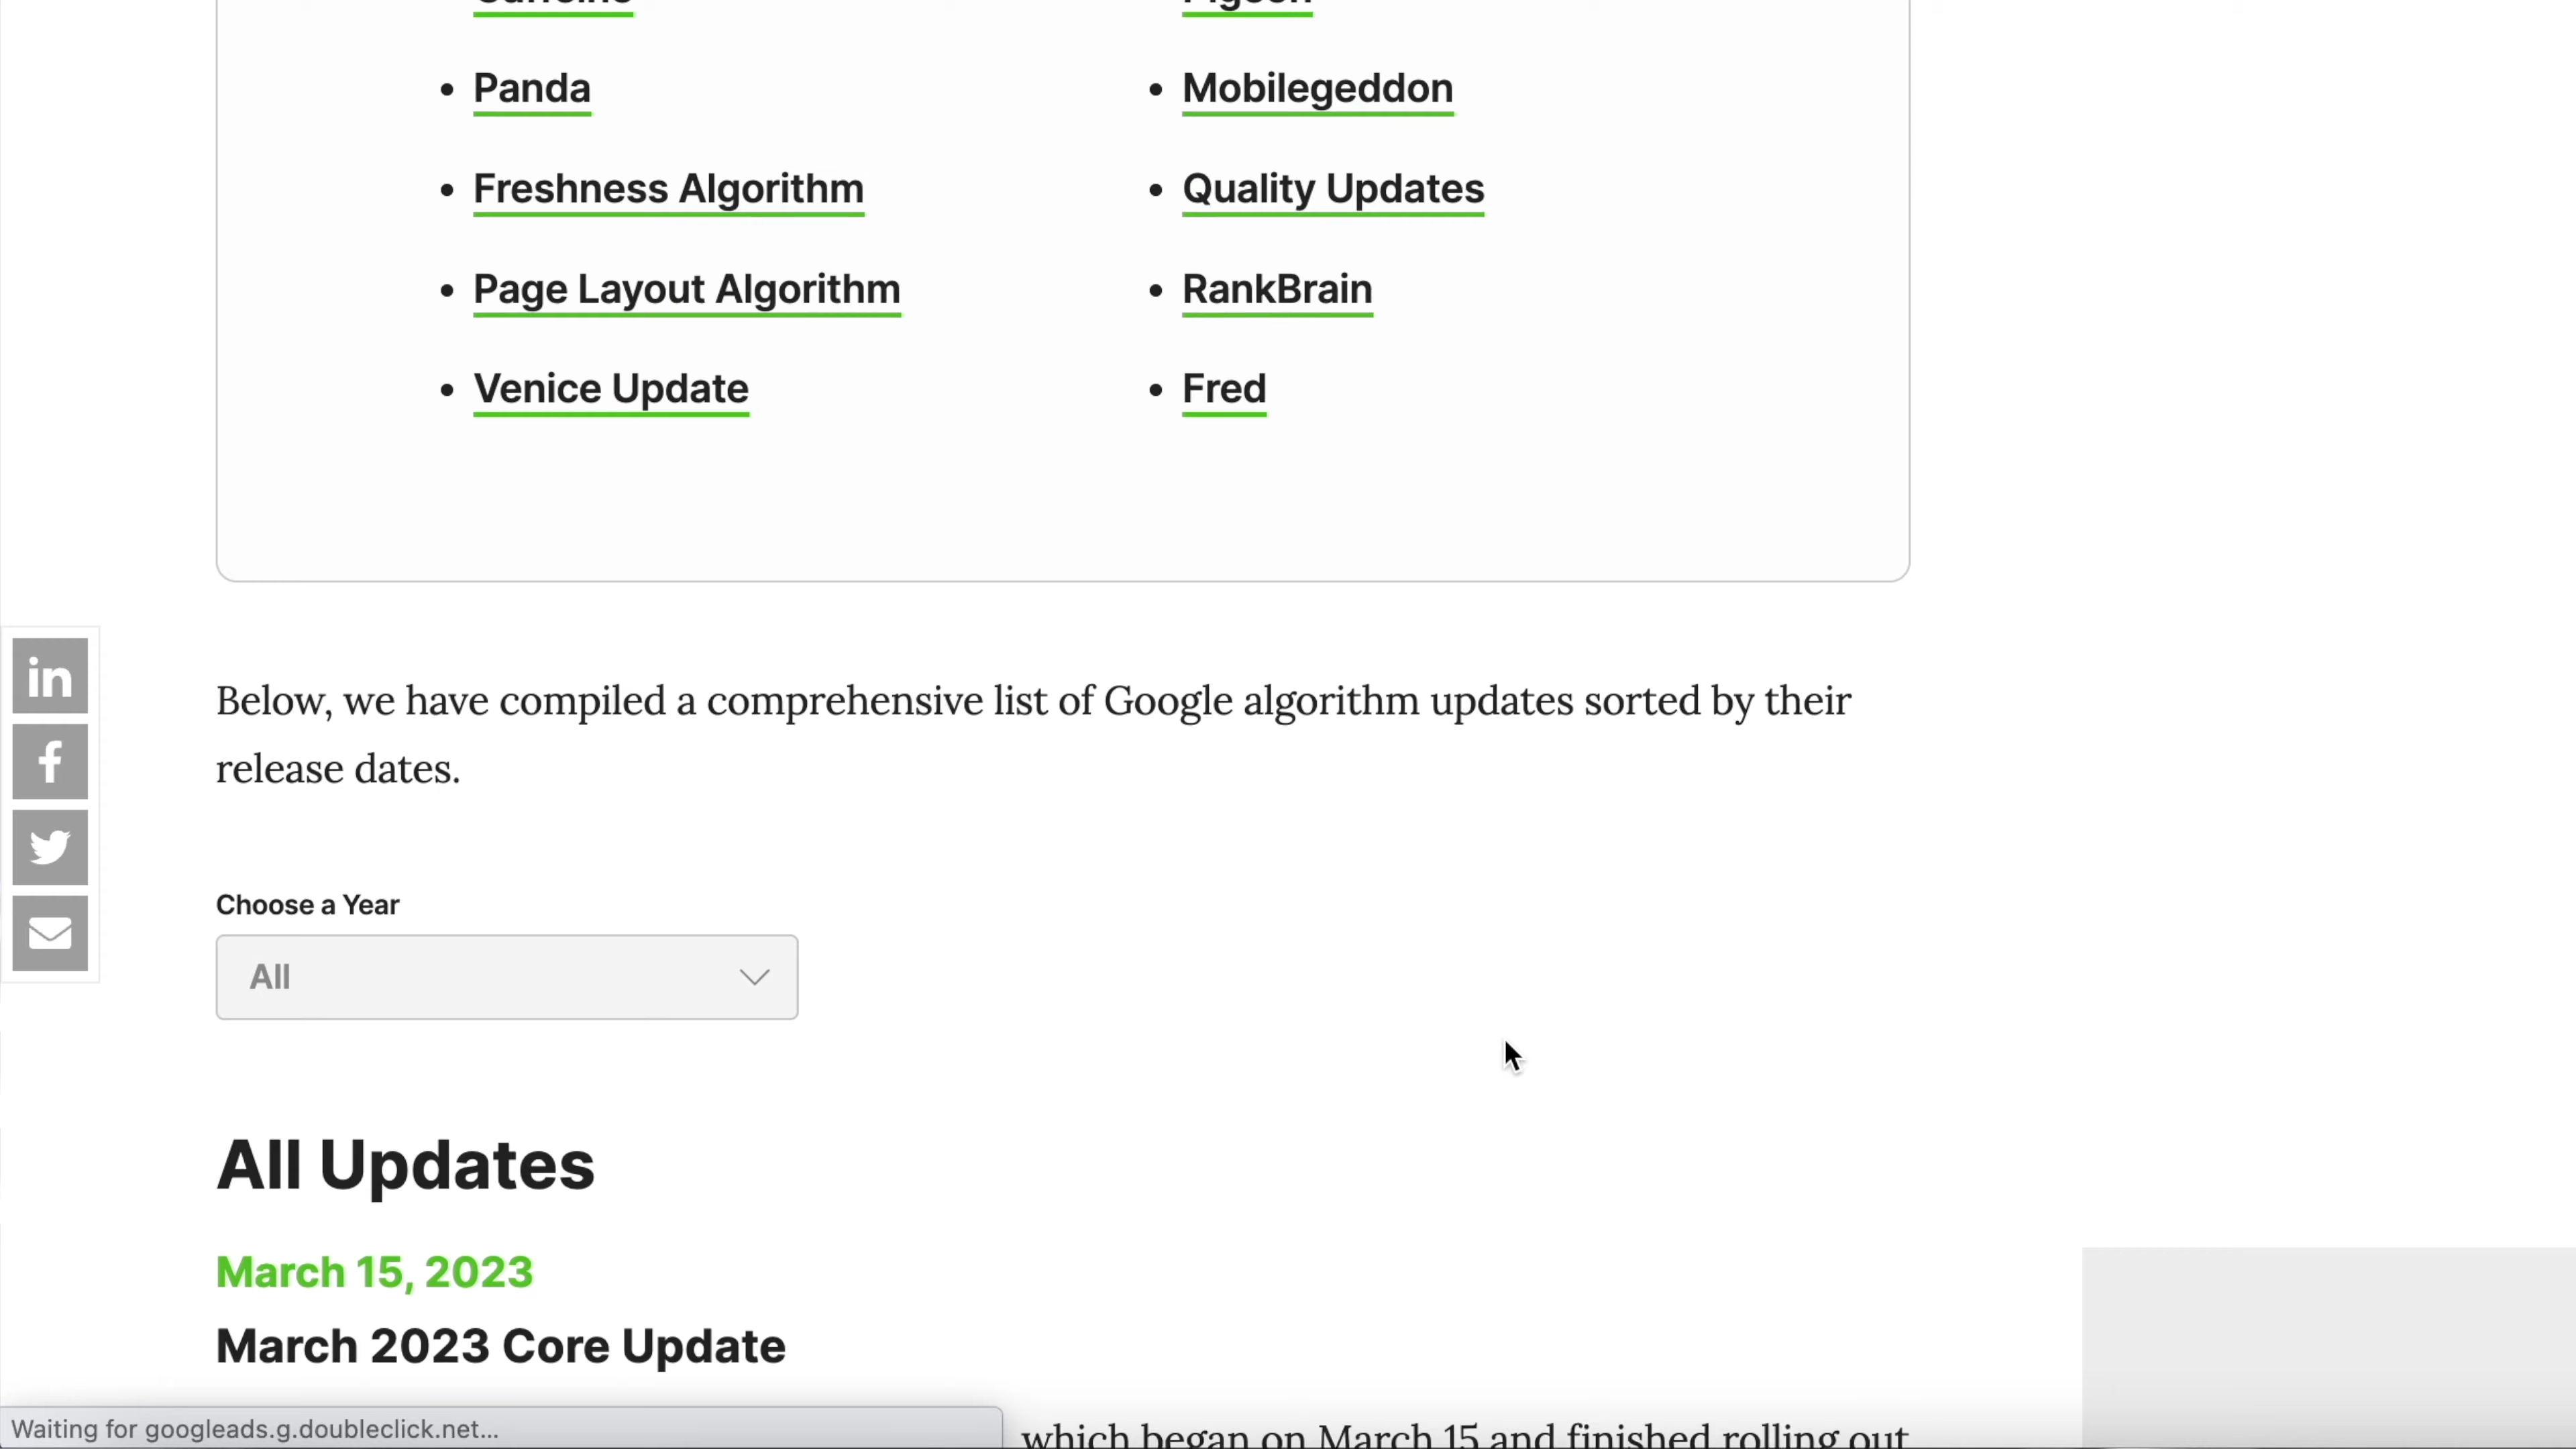 Panda
Freshness Algorithm
Page Layout Algorithm
Venice Update
Pigeon
Mobilegeddon
Quality Updates
RankBrain
Fred
Below, we have compiled a comprehensive list of Google algorithm updates sorted by their
release dates.
Choose a Year
All
All Updates
March 15, 2023
March 2023 Core Update
which began on March 15 and finished rolling out
Waiting for googleads.g.doubleclick.net...
in
f